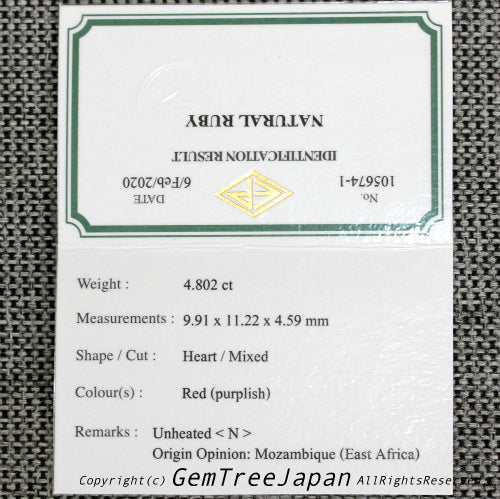 No. 105674-1
DATE 6/Feb/2020
IDENTIFICATION RESULT
NATURAL RUBY
Weight : 4.802 ct
Measurements : 9.91 x 11.22 x 4.59 mm
Shape / Cut : Heart / Mixed
Colour(s) : Red (purplish)
Remarks : Unheated < N >
Origin Opinion: Mozambique (East Africa)
Copyright(c) GemTreeJapan AllRightsReserved.